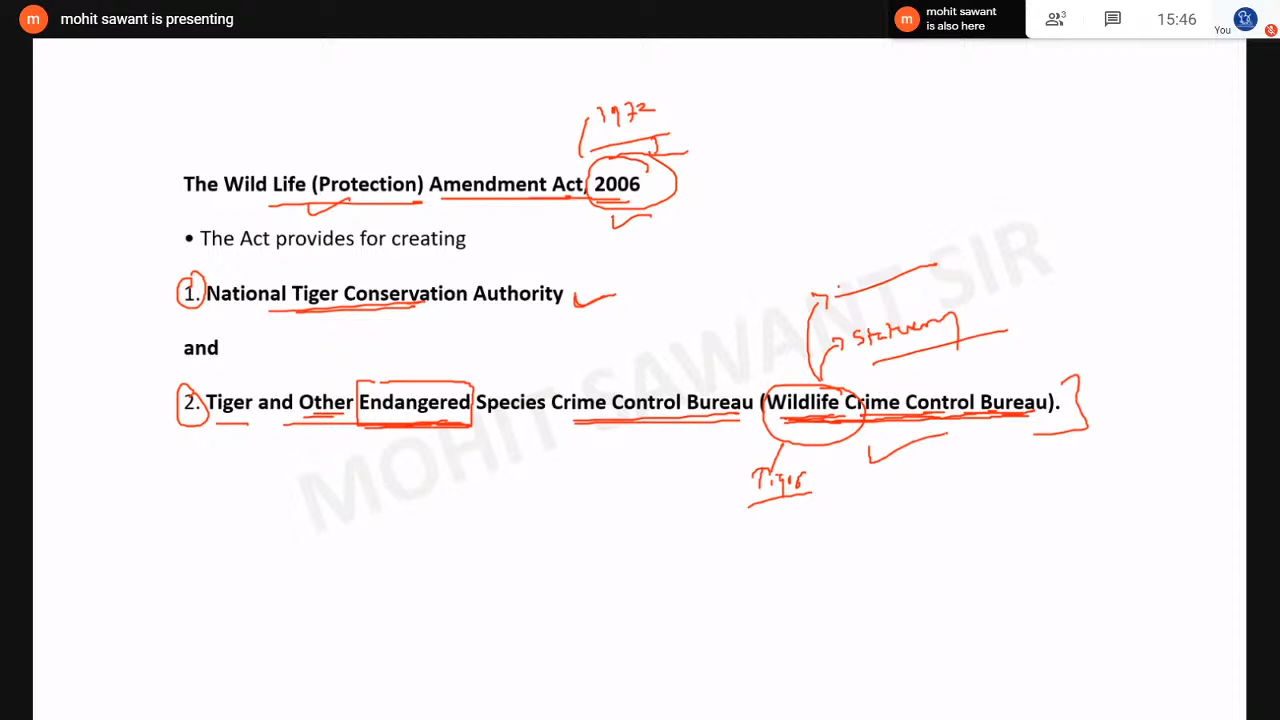 m mohit sawant is presenting
m mohit sawant
is also here
3
15:46
You
1972
The Wild Life (Protection) Amendment Act, 2006
• The Act provides for creating
1. National Tiger Conservation Authority
and
Statutory
2. Tiger and Other Endangered Species Crime Control Bureau (Wildlife Crime Control Bureau).
Tiger
MOHIT SAWANT SIR